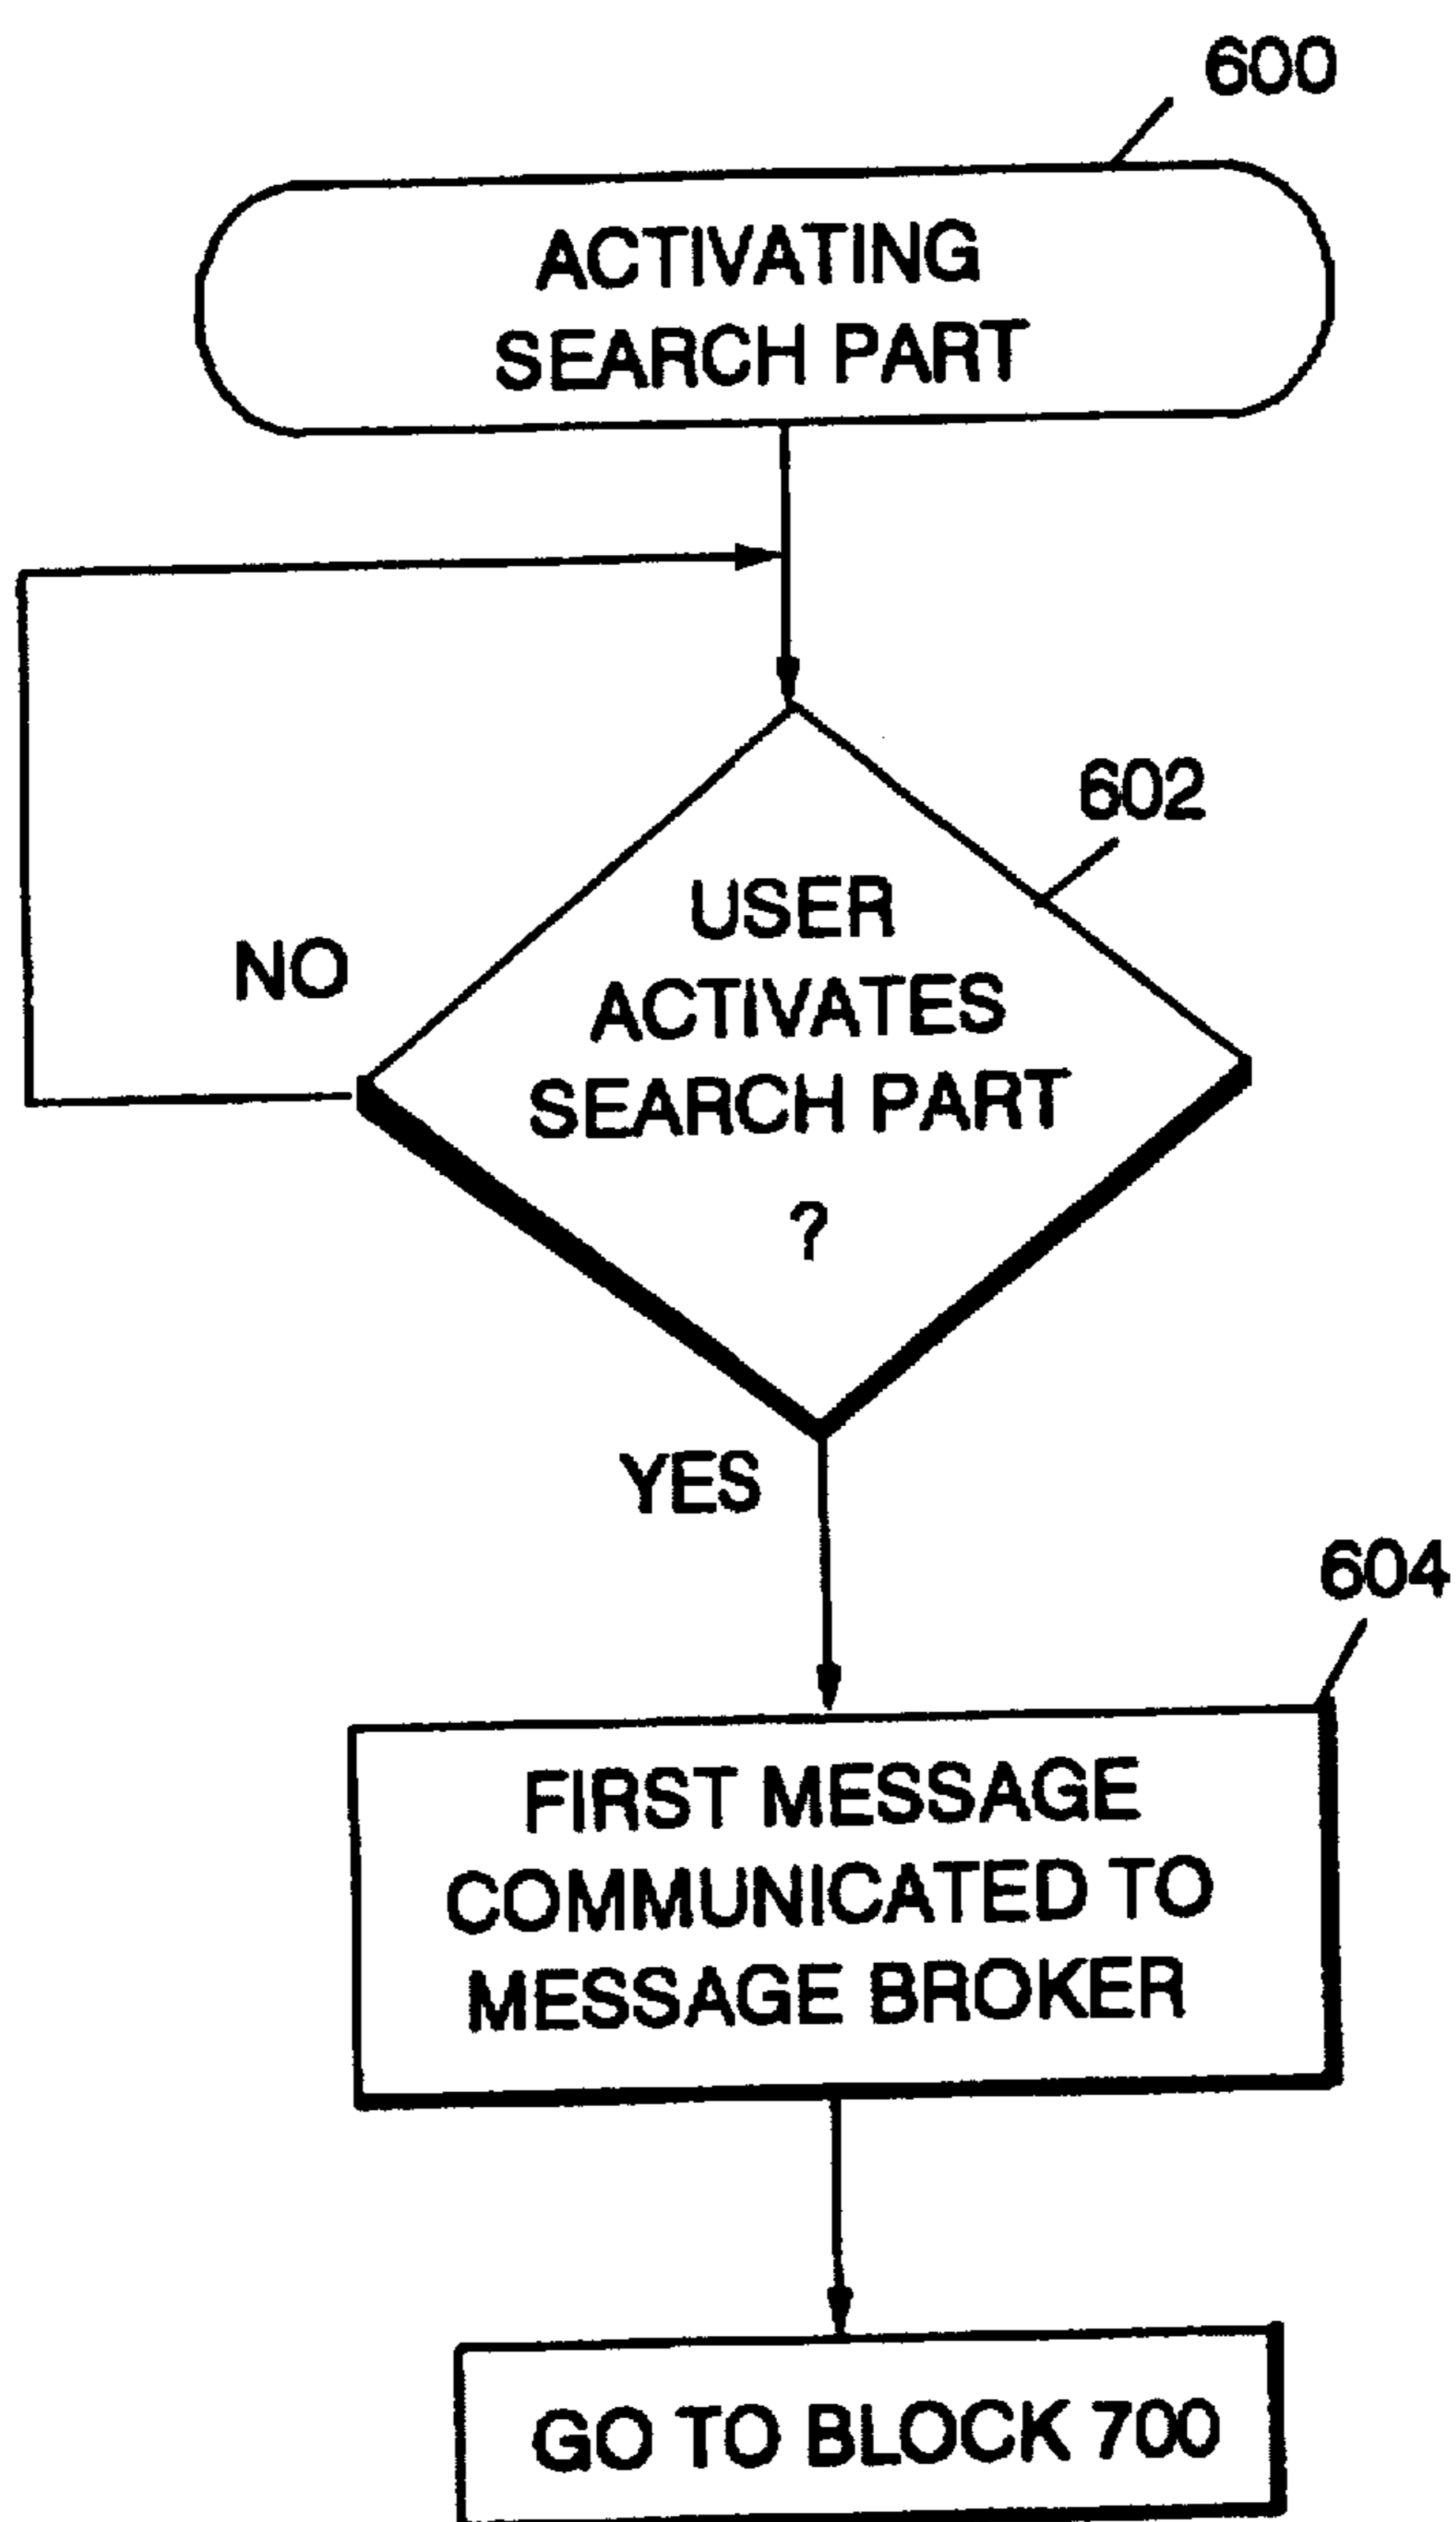 600
ACTIVATING
SEARCH PART
602
USER
ACTIVATES
SEARCH PART
?
NO
YES
604
FIRST MESSAGE
COMMUNICATED TO
MESSAGE BROKER
GO TO BLOCK 700